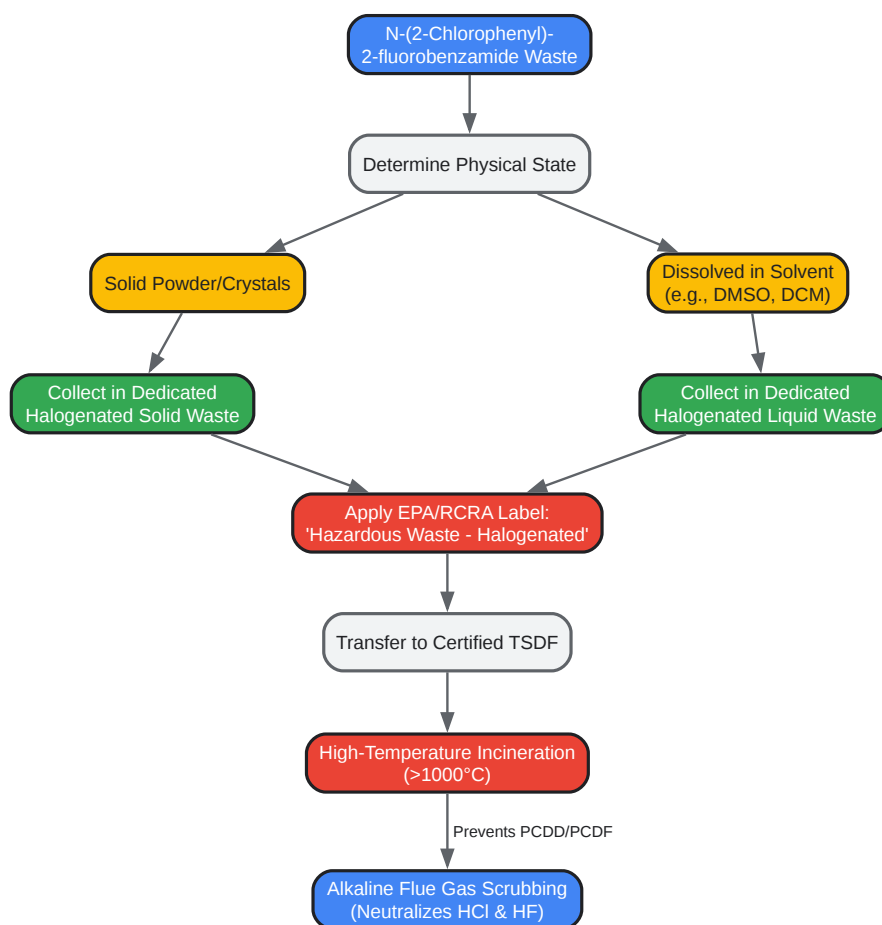 N-(2-Chlorophenyl)-
2-fluorobenzamide Waste
Determine Physical State
Solid Powder/Crystals
Dissolved in Solvent
(e.g., DMSO, DCM)
Collect in Dedicated
Halogenated Solid Waste
Collect in Dedicated
Halogenated Liquid Waste
Apply EPA/RCRA Label:
'Hazardous Waste - Halogenated'
Transfer to Certified TSDF
High-Temperature Incineration
(>1000°C)
Prevents PCDD/PCDF
Alkaline Flue Gas Scrubbing
(Neutralizes HCl & HF)